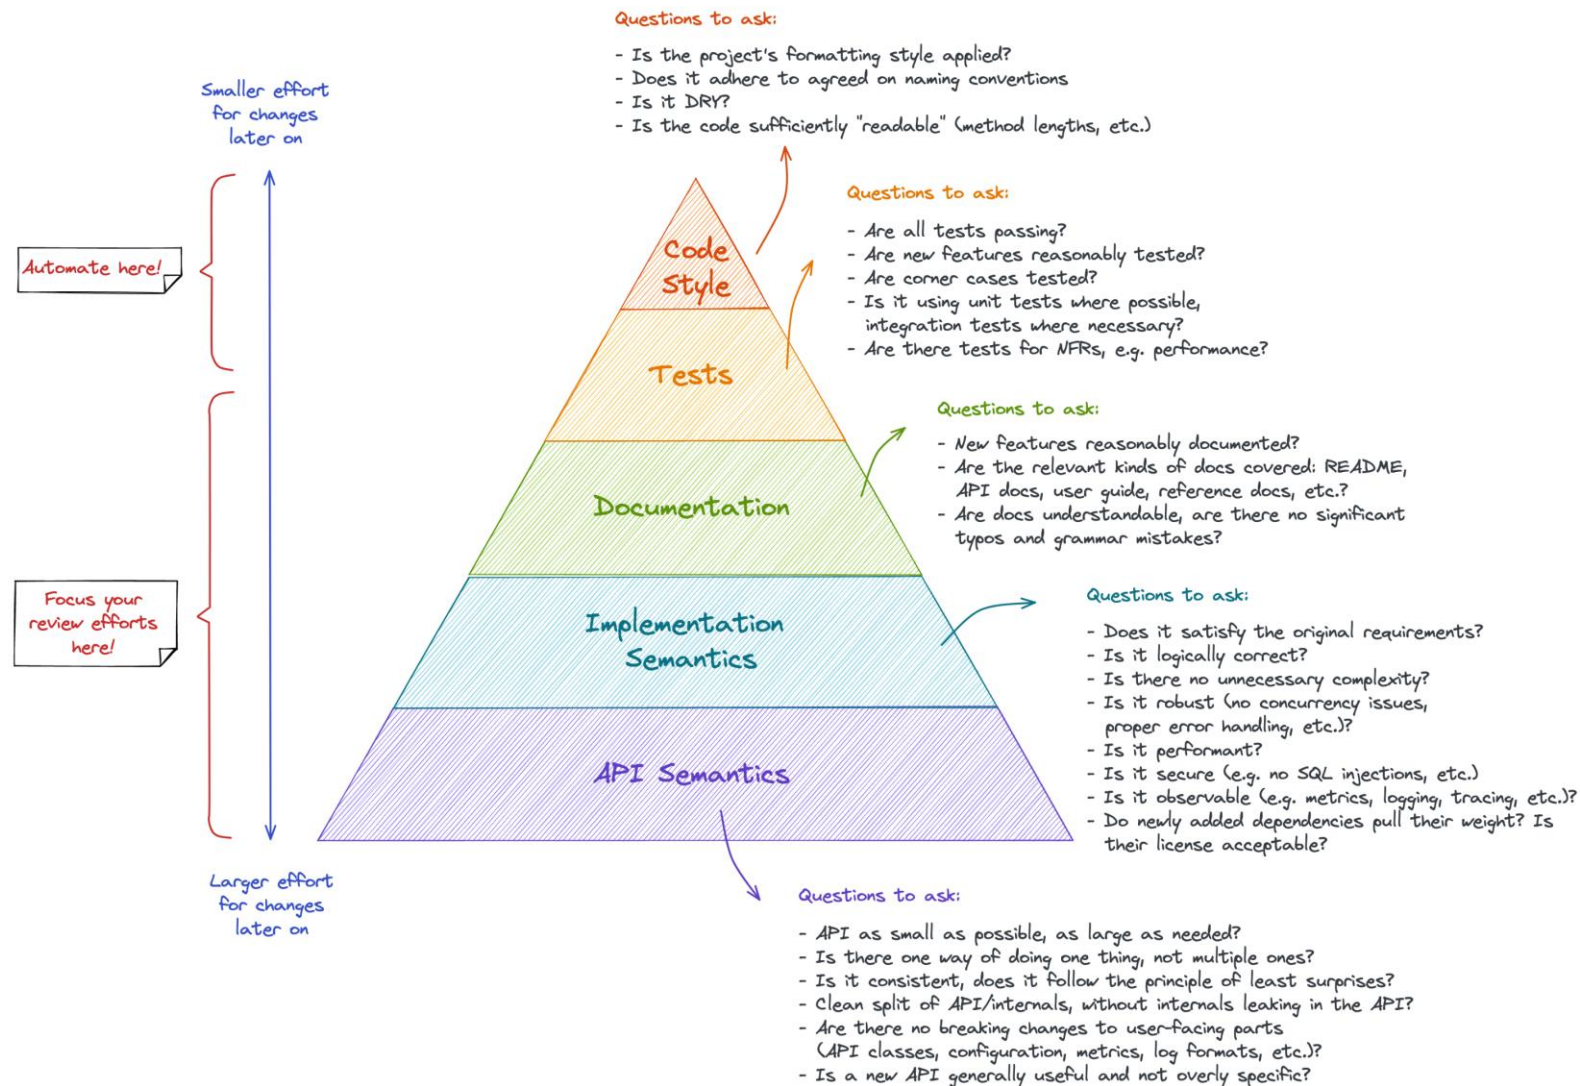 Questions to ask:
- Is the project's formatting style applied?
- Does it adhere to agreed on naming conventions
- Is it DRY?
- Is the code sufficiently "readable" (method lengths, etc.)
Smaller effort
for changes
later on
Automate here!
Code
Style
Questions to ask:
- Are all tests passing?
- Are new features reasonably tested?
- Are corner cases tested?
- Is it using unit tests where possible,
integration tests where necessary?
- Are there tests for NFRs, e.g. performance?
Tests
Questions to ask:
- New features reasonably documented?
- Are the relevant kinds of docs covered: README,
API docs, user guide, reference docs, etc.?
- Are docs understandable, are there no significant
typos and grammar mistakes?
Documentation
Focus your
review efforts
here!
Implementation
Semantics
Questions to ask:
- Does it satisfy the original requirements?
- Is it logically correct?
- Is there no unnecessary complexity?
- Is it robust (no concurrency issues,
proper error handling, etc.)?
- Is it performant?
- Is it secure (e.g. no SQL injections, etc.)
- Is it observable (e.g. metrics, logging, tracing, etc.)?
- Do newly added dependencies pull their weight? Is
their license acceptable?
API Semantics
Larger effort
for changes
later on
Questions to ask:
- API as small as possible, as large as needed?
- Is there one way of doing one thing, not multiple ones?
- Is it consistent, does it follow the principle of least surprises?
- Clean split of API/internals, without internals leaking in the API?
- Are there no breaking changes to user-facing parts
(API classes, configuration, metrics, log formats, etc.)?
- Is a new API generally useful and not overly specific?